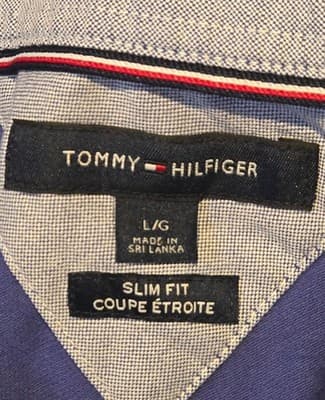 TOMMY HILFIGER
L/G
MADE IN
SRI LANKA
SLIM FIT
COUPE ÉTROITE